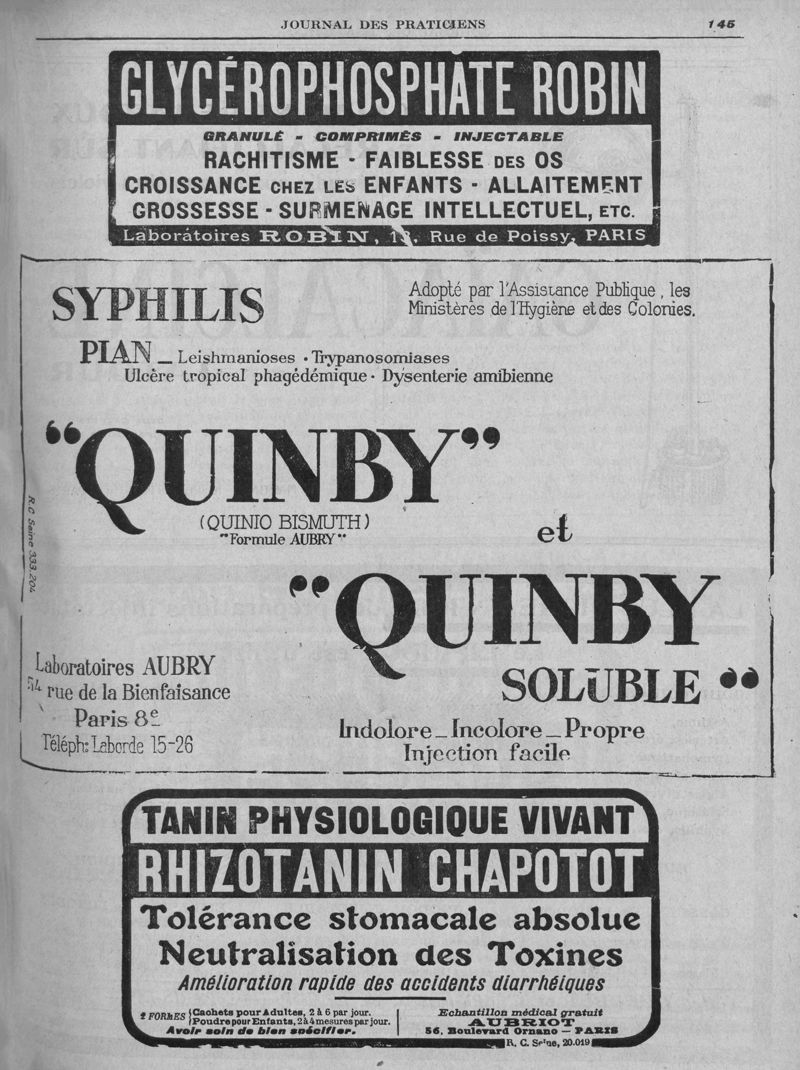 JOURNAL DES PRATICIENS 145
GLYCÉROPHOSPHATE ROBIN
GRANULÉ - COMPRIMÉS - INJECTABLE
RACHITISME - FAIBLESSE DES OS
CROISSANCE CHEZ LES ENFANTS - ALLAITEMENT
GROSSESSE - SURMENAGE INTELLECTUEL, ETC.
Laboratoires ROBIN, 13, Rue de Poissy, PARIS
SYPHILIS
Adopté par l'Assistance Publique, les
Ministères de l'Hygiène et des Colonies.
PIAN _ Leishmanioses · Trypanosomiases
Ulcère tropical phagédémique · Dysenterie amibienne
"QUINBY"
(QUINIO BISMUTH)
"Formule AUBRY"
et
"QUINBY
SOLUBLE"
R.C Seine 333.204
Laboratoires AUBRY
54 rue de la Bienfaisance
Paris 8e
Téléph: Laborde 15-26
Indolore _ Incolore _ Propre
Injection facile
TANIN PHYSIOLOGIQUE VIVANT
RHIZOTANIN CHAPOTOT
Tolérance stomacale absolue
Neutralisation des Toxines
Amélioration rapide des accidents diarrhéiques
2 FORMES { Cachets pour Adultes, 2 à 6 par jour.
Poudre pour Enfants, 2 à 4 mesures par jour.
Avoir soin de bien spécifier.
Echantillon médical gratuit
AUBRIOT
56, Boulevard Ornano — PARIS
R. C. Seine, 20.019